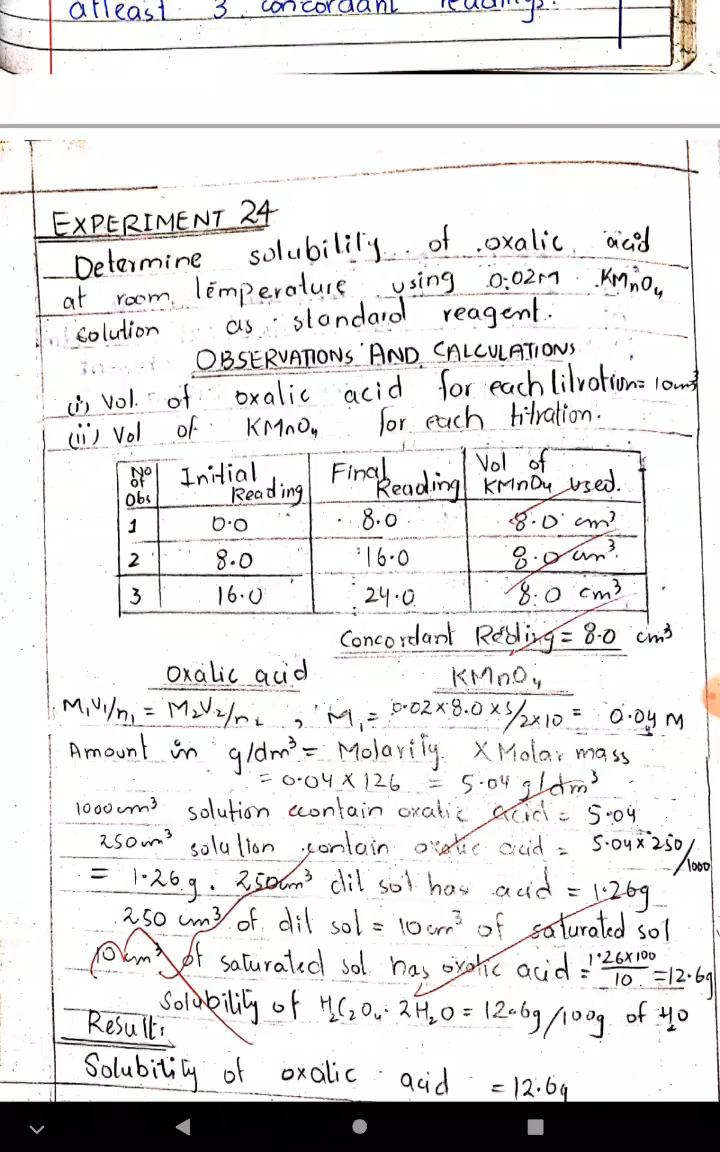 atleast 3 concordant readings.
EXPERIMENT 24
Determine solubility of oxalic acid
at room temperature using 0.02M KMnO4
solution as standard reagent.
OBSERVATIONS AND CALCULATIONS
(i) Vol. of oxalic acid for each titration = 10cm³
(ii) Vol of KMnO4 for each titration.
No of Obs | Initial Reading | Final Reading | Vol of KMnO4 used.
1 | 0.0 | 8.0 | 8.0 cm³
2 | 8.0 | 16.0 | 8.0 cm³.
3 | 16.0 | 24.0 | 8.0 cm³
Concordant Reading = 8.0 cm³
Oxalic acid KMnO4
M1V1/n1 = M2V2/n2 , M1 = 0.02 x 8.0 x 5/2x10 = 0.04 M
Amount in g/dm³ = Molarity X Molar mass
= 0.04 X 126 = 5.04 g/dm³
1000cm³ solution contain oxalic acid = 5.04
250cm³ solution contain oxalic acid = 5.04 x 250/1000
= 1.26 g. 250cm³ dil sol has acid = 1.26g
250 cm³ of dil sol = 10cm³ of saturated sol
10cm³ of saturated sol has oxalic acid = 1.26x100/10 = 12.6g
Solubility of H2C2O4.2H2O = 12.6g/100g of H2O
Result:
Solubility of oxalic acid = 12.6g